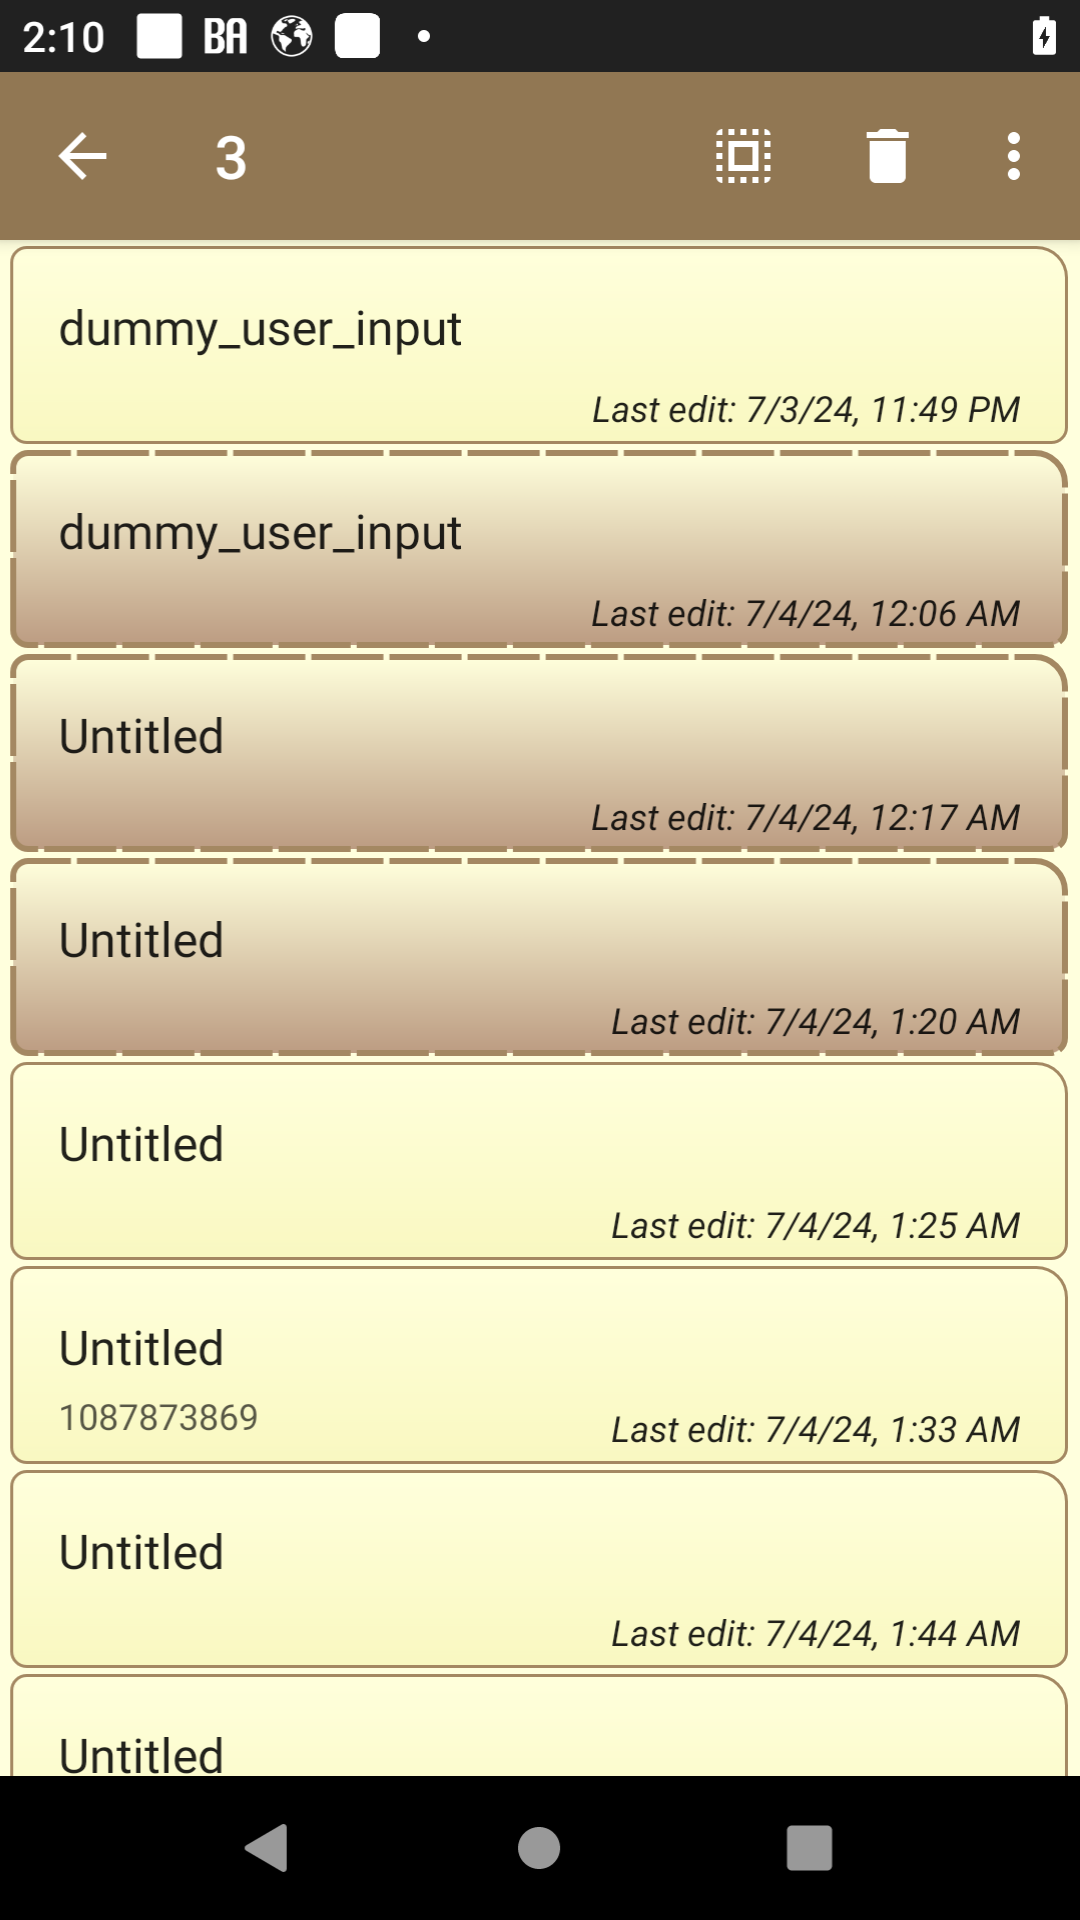 2:10 BA
3
dummy_user_input
Last edit: 7/3/24, 11:49 PM
dummy_user_input
Last edit: 7/4/24, 12:06 AM
Untitled
Last edit: 7/4/24, 12:17 AM
Untitled
Last edit: 7/4/24, 1:20 AM
Untitled
Last edit: 7/4/24, 1:25 AM
Untitled
1087873869 Last edit: 7/4/24, 1:33 AM
Untitled
Last edit: 7/4/24, 1:44 AM
Untitled